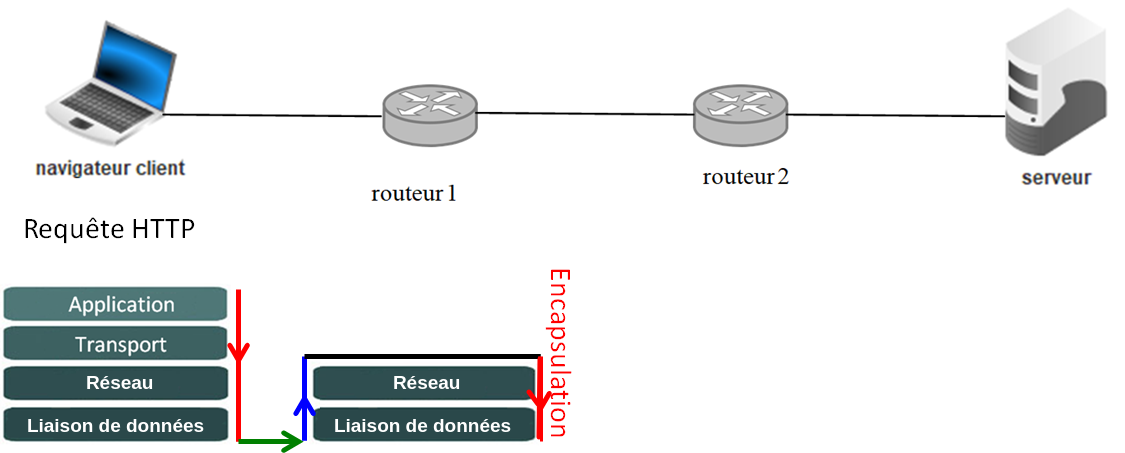 navigateur client
routeur 1
routeur 2
serveur
Requête HTTP
Encapsulation
Application
Transport
Réseau
Réseau
Liaison de données
Liaison de données